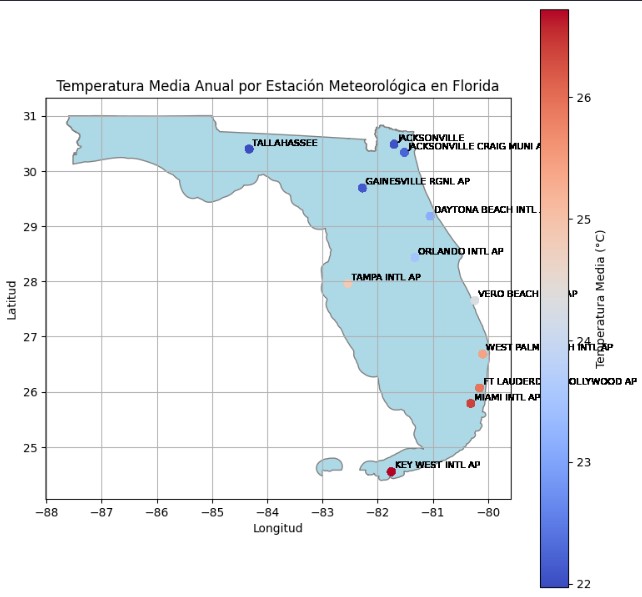 Temperatura Media Anual por Estación Meteorológica en Florida
31
30
29
28
27
26
25
Latitud
TALLAHASSEE
JACKSONVILLE
JACKSONVILLE CRAIG MUNI A
GAINESVILLE RGNL AP
DAYTONA BEACH INTL
ORLANDO INTL AP
TAMPA INTL AP
VERO BEACH AP
WEST PALM H INTL AP
FT LAUDERD OLLYWOOD AP
MIAMI INTL AP
KEY WEST INTL AP
−88 −87 −86 −85 −84 −83 −82 −81 −80
Longitud
26
25
24
23
22
Temperatura Media (°C)